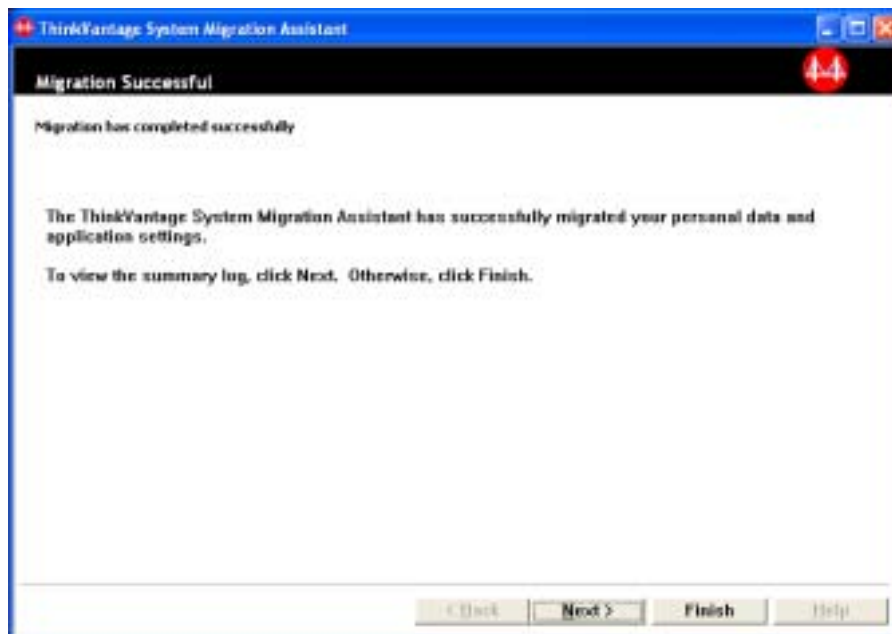 ThinkVantage System Migration Assistant
Migration Successful
Migration has completed successfully
The ThinkVantage System Migration Assistant has successfully migrated your personal data and
application settings.
To view the summary log, click Next. Otherwise, click Finish.
< Back Next > Finish Help